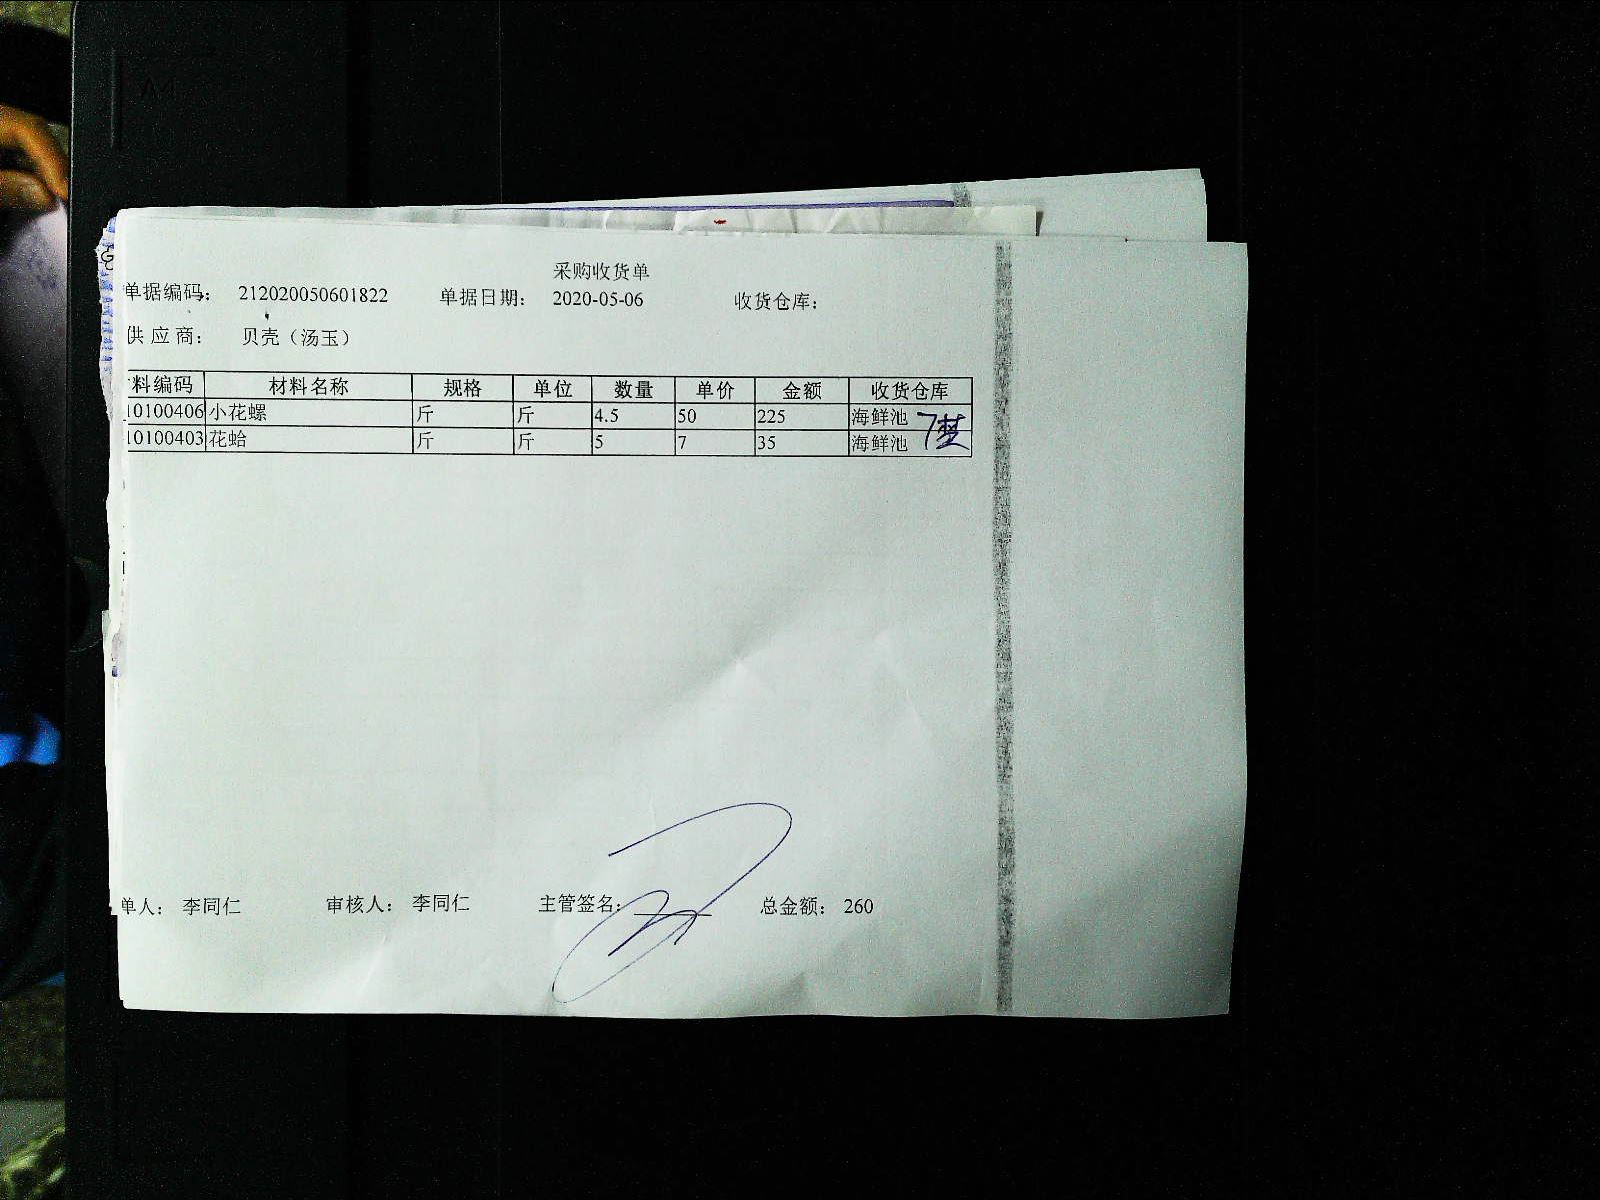 采购收货单
单据编码： 212020050601822 单据日期： 2020-05-06 收货仓库：
供应商： 贝壳（汤玉）
料编码 材料名称 规格 单位 数量 单价 金额 收货仓库
10100406 小花螺 斤 斤 4.5 50 225 海鲜池
10100403 花蛤 斤 斤 5 7 35 海鲜池
单人： 李同仁 审核人： 李同仁 主管签名： 总金额： 260